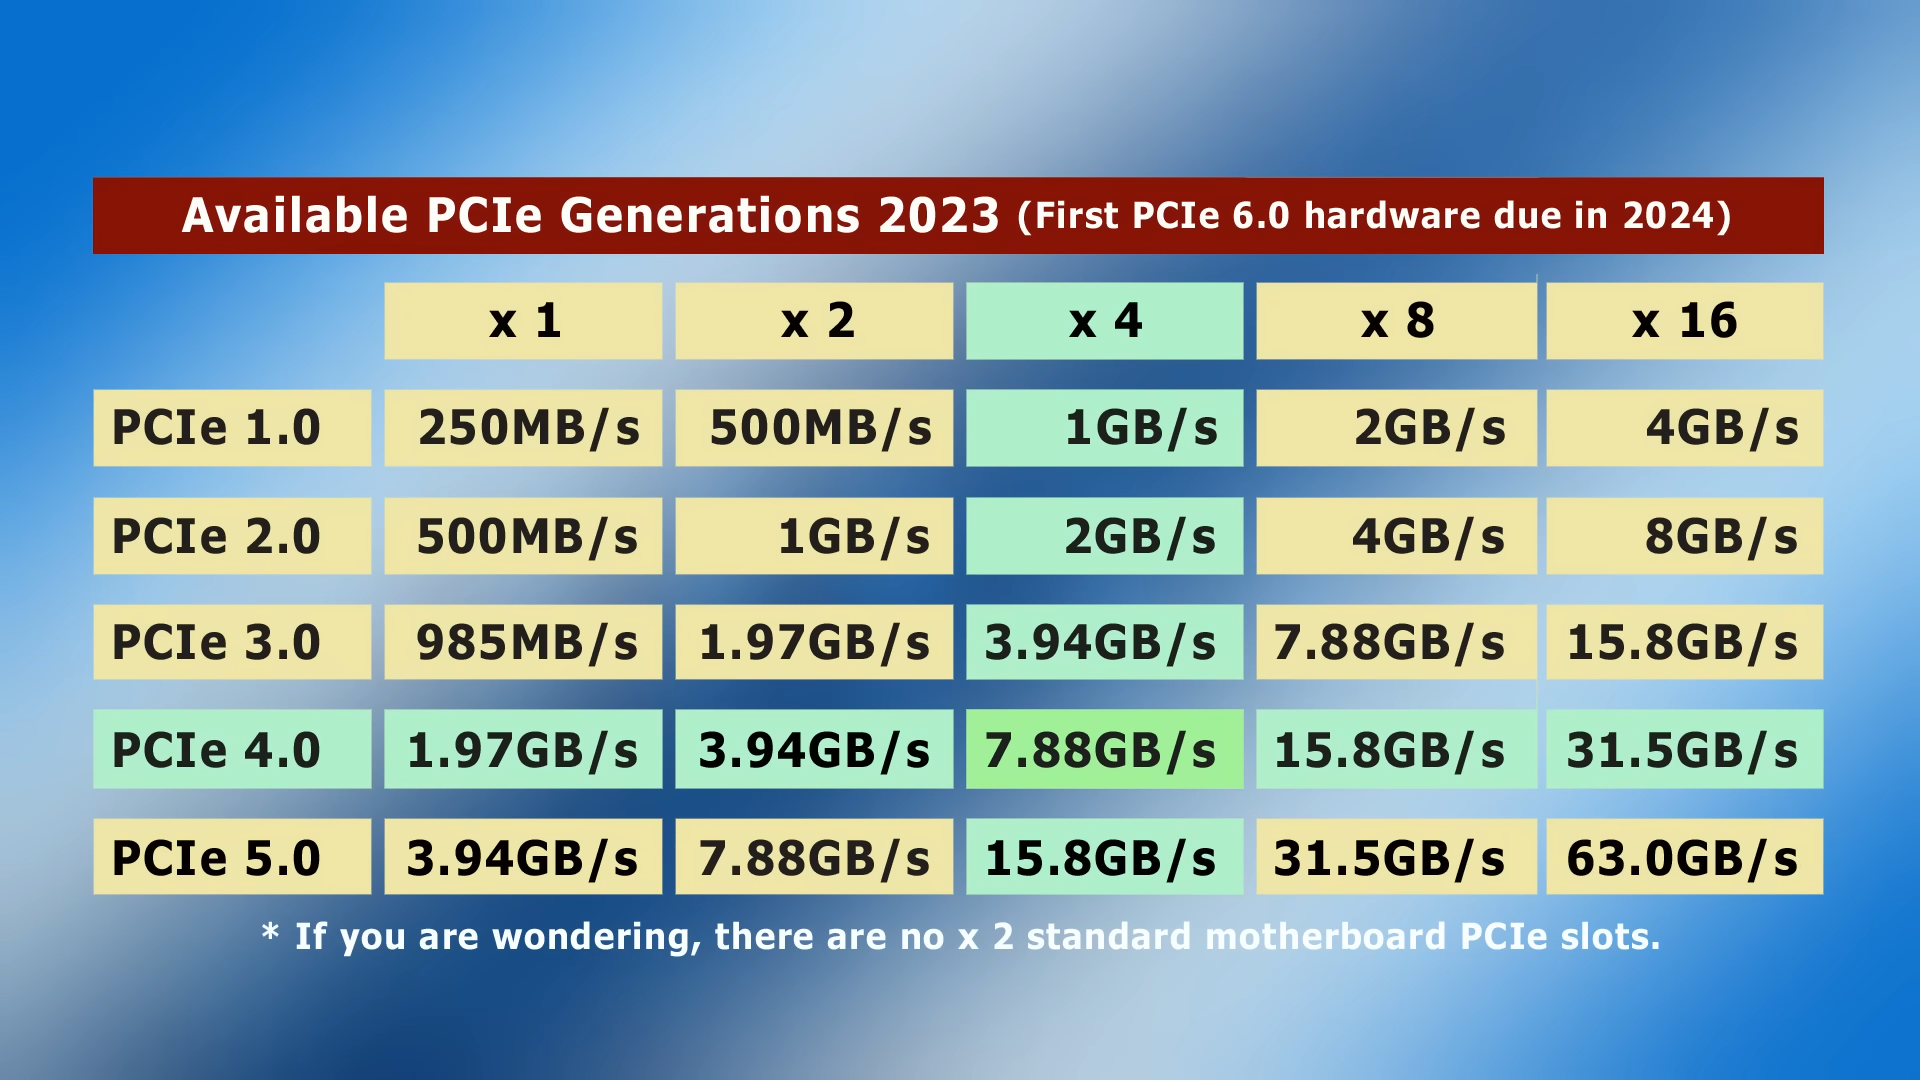 Available PCIe Generations 2023 (First PCIe 6.0 hardware due in 2024)
x 1 x 2 x 4 x 8 x 16
PCIe 1.0 250MB/s 500MB/s 1GB/s 2GB/s 4GB/s
PCIe 2.0 500MB/s 1GB/s 2GB/s 4GB/s 8GB/s
PCIe 3.0 985MB/s 1.97GB/s 3.94GB/s 7.88GB/s 15.8GB/s
PCIe 4.0 1.97GB/s 3.94GB/s 7.88GB/s 15.8GB/s 31.5GB/s
PCIe 5.0 3.94GB/s 7.88GB/s 15.8GB/s 31.5GB/s 63.0GB/s
* If you are wondering, there are no x 2 standard motherboard PCIe slots.